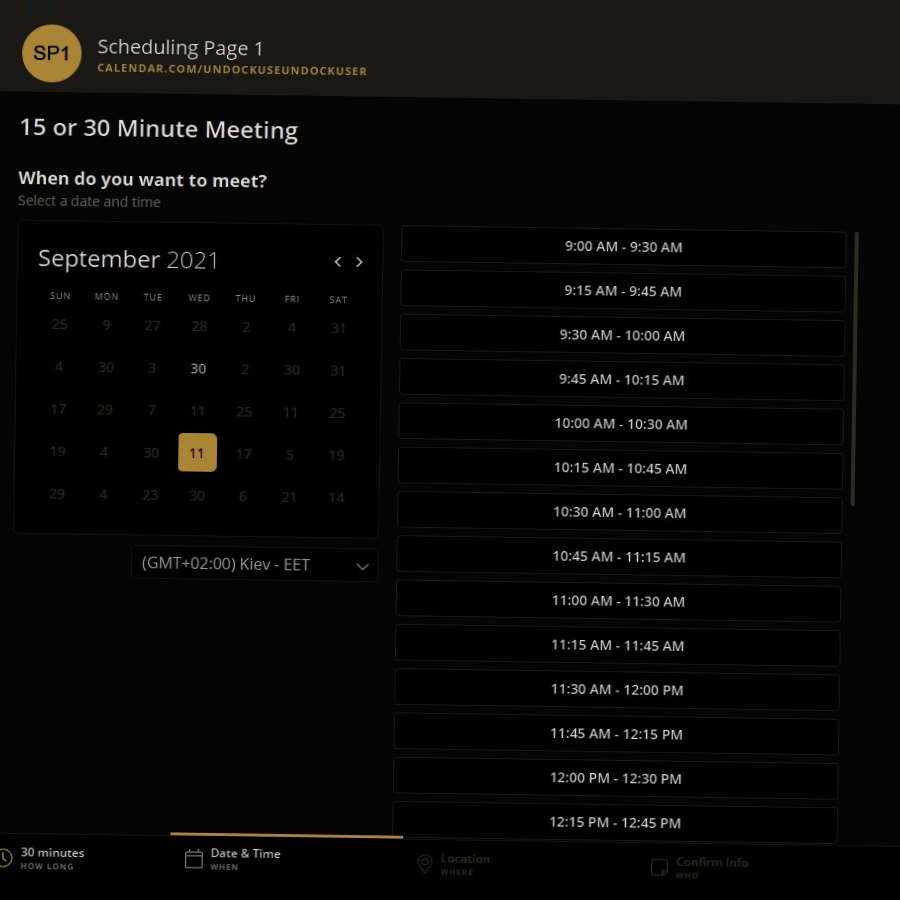 SP1
Scheduling Page 1
CALENDAR.COM/UNDOCKUSEUNDOCKUSER
15 or 30 Minute Meeting
When do you want to meet?
Select a date and time
September 2021
SUN MON TUE WED THU FRI SAT
25 9 27 28 2 4 31
4 30 3 30 2 30 31
17 29 7 11 25 11 25
19 4 30 11 17 5 19
29 4 23 30 6 21 14
(GMT+02:00) Kiev - EET
9:00 AM - 9:30 AM
9:15 AM - 9:45 AM
9:30 AM - 10:00 AM
9:45 AM - 10:15 AM
10:00 AM - 10:30 AM
10:15 AM - 10:45 AM
10:30 AM - 11:00 AM
10:45 AM - 11:15 AM
11:00 AM - 11:30 AM
11:15 AM - 11:45 AM
11:30 AM - 12:00 PM
11:45 AM - 12:15 PM
12:00 PM - 12:30 PM
12:15 PM - 12:45 PM
30 minutes
HOW LONG
Date & Time
WHEN
Location
WHERE
Confirm Info
WHO